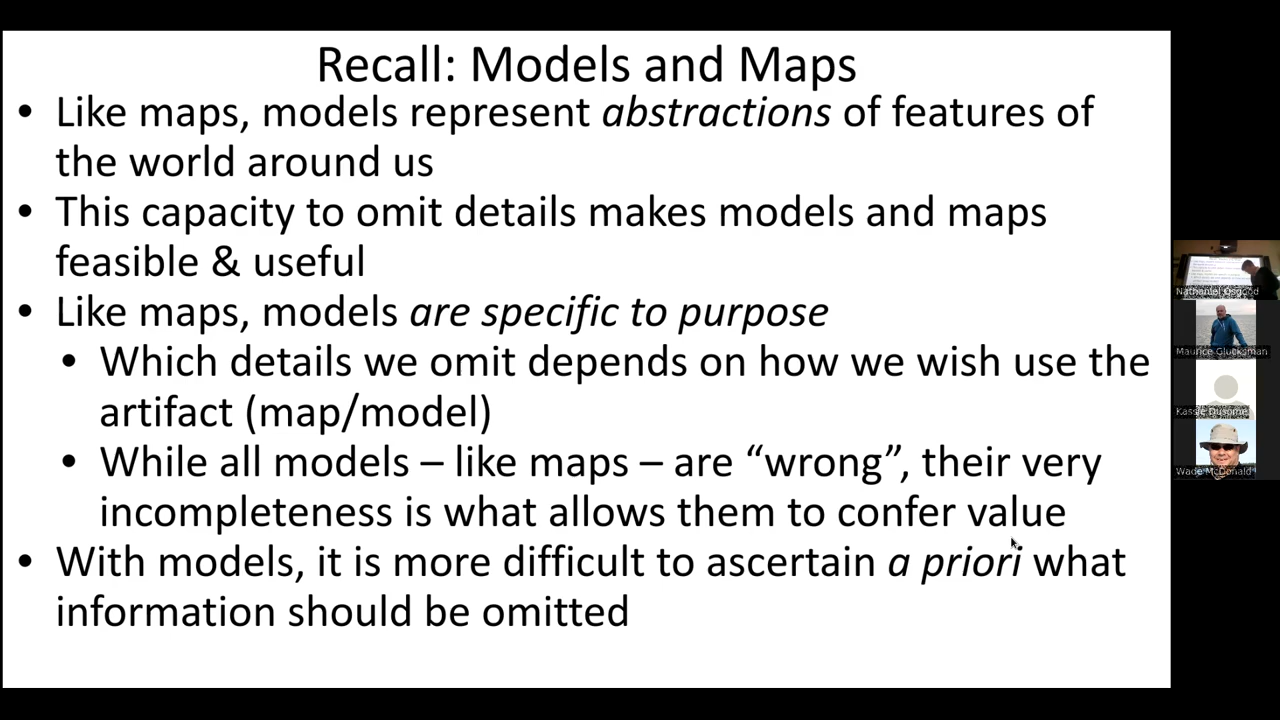 Recall: Models and Maps
• Like maps, models represent abstractions of features of
the world around us
• This capacity to omit details makes models and maps
feasible & useful
• Like maps, models are specific to purpose
• Which details we omit depends on how we wish use the
artifact (map/model)
• While all models – like maps – are “wrong”, their very
incompleteness is what allows them to confer value
• With models, it is more difficult to ascertain a priori what
information should be omitted
Nathaniel Osgood
Maurice Glucksman
Kassie Dusome
Wade McDonald